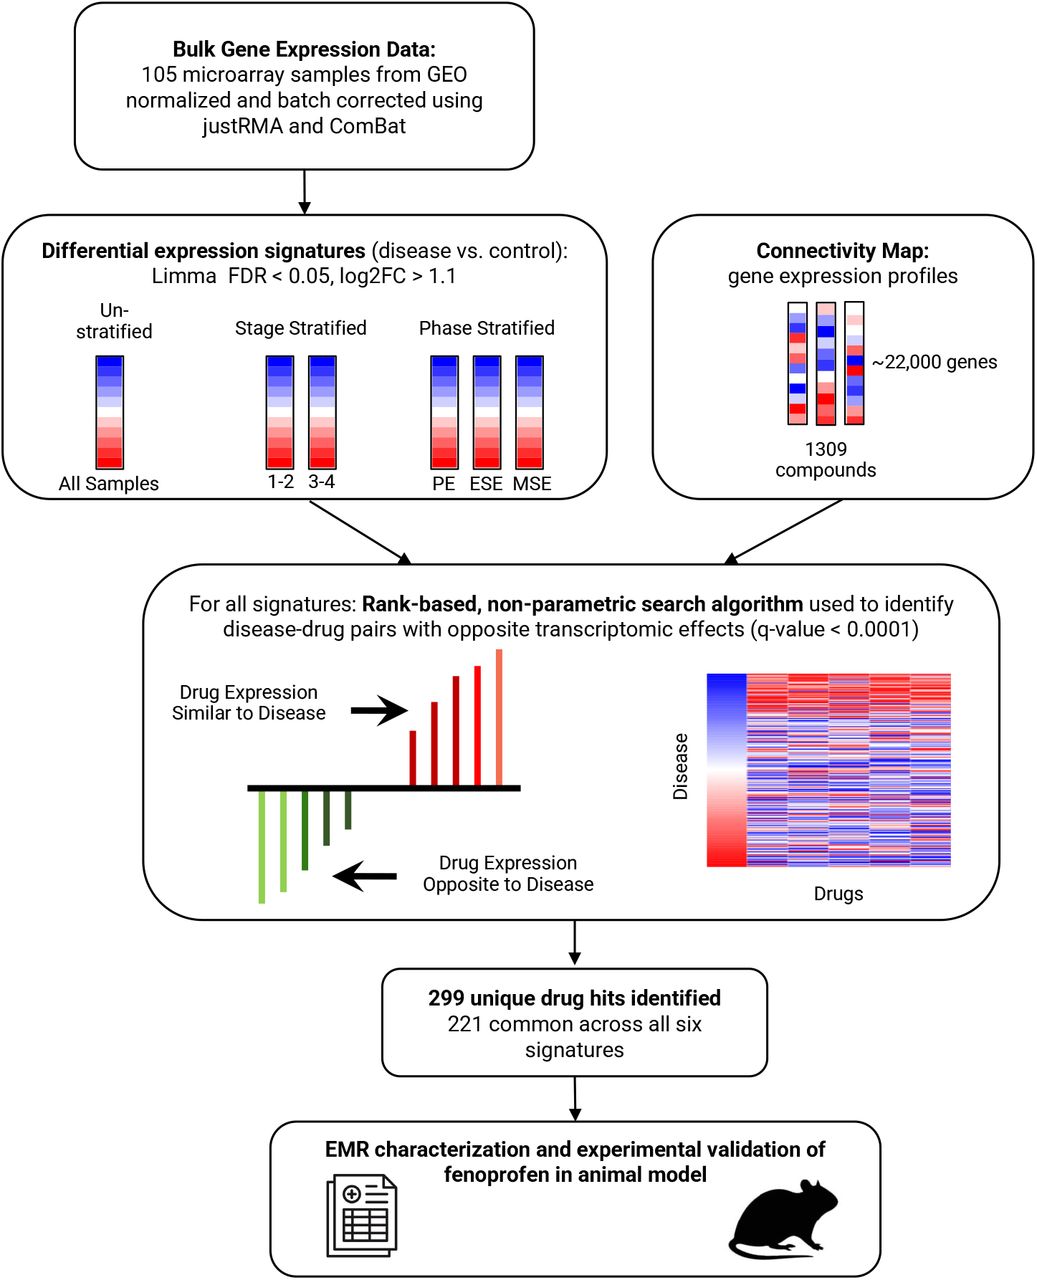 Bulk Gene Expression Data:
105 microarray samples from GEO
normalized and batch corrected using
justRMA and ComBat
Differential expression signatures (disease vs. control):
Limma FDR < 0.05, log2FC > 1.1
Un-
stratified
Stage Stratified
Phase Stratified
All Samples
1-2
3-4
PE
ESE
MSE
Connectivity Map:
gene expression profiles
~22,000 genes
1309
compounds
For all signatures: Rank-based, non-parametric search algorithm used to identify
disease-drug pairs with opposite transcriptomic effects (q-value < 0.0001)
Drug Expression
Similar to Disease
Drug Expression
Opposite to Disease
Disease
Drugs
299 unique drug hits identified
221 common across all six
signatures
EMR characterization and experimental validation of
fenoprofen in animal model